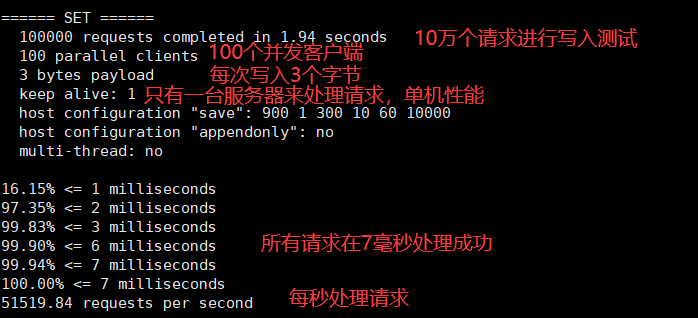 ====== SET ======
100000 requests completed in 1.94 seconds 10万个请求进行写入测试
100 parallel clients 100个并发客户端
3 bytes payload 每次写入3个字节
keep alive: 1 只有一台服务器来处理请求，单机性能
host configuration "save": 900 1 300 10 60 10000
host configuration "appendonly": no
multi-thread: no
16.15% <= 1 milliseconds
97.35% <= 2 milliseconds
99.83% <= 3 milliseconds
99.90% <= 6 milliseconds 所有请求在7毫秒处理成功
99.94% <= 7 milliseconds
100.00% <= 7 milliseconds
51519.84 requests per second 每秒处理请求